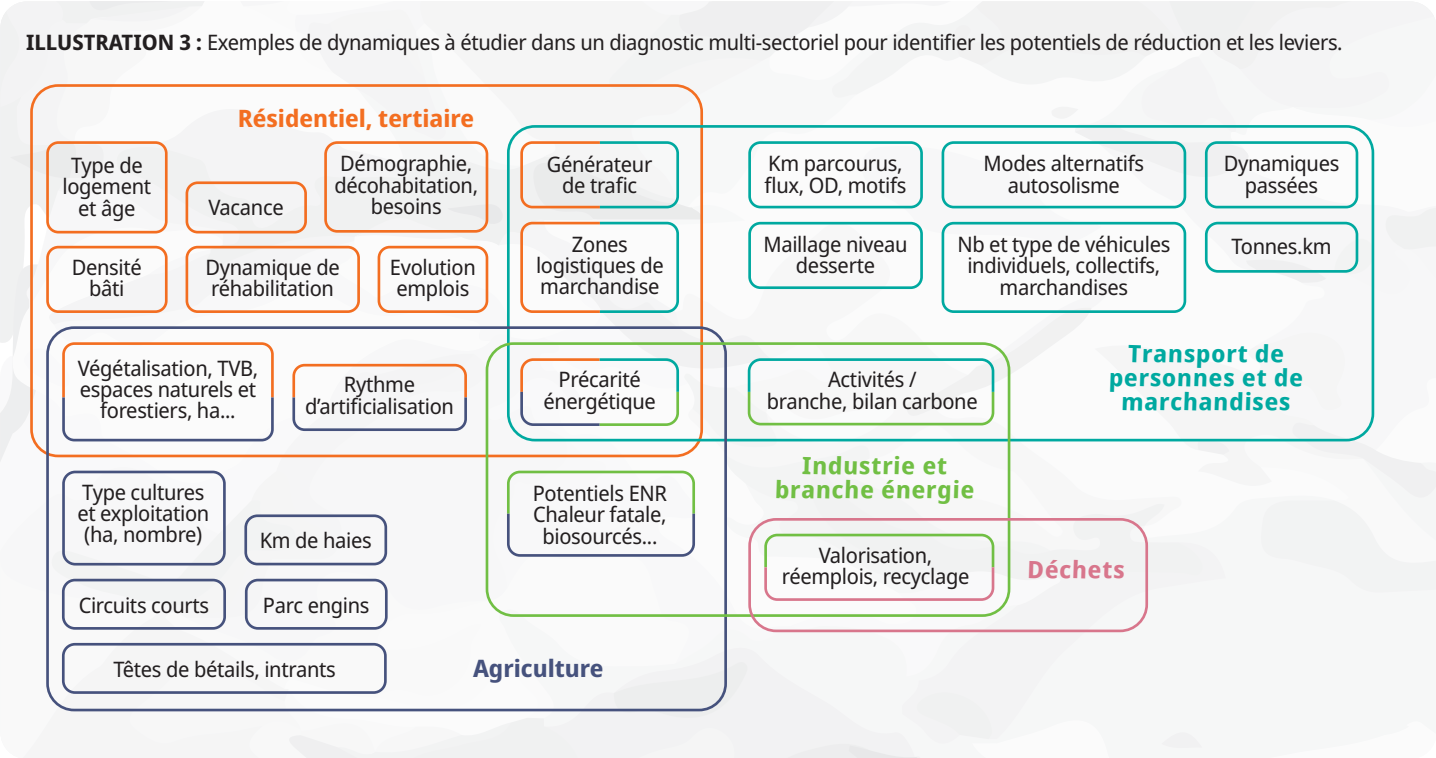 ILLUSTRATION 3 : Exemples de dynamiques à étudier dans un diagnostic multi-sectoriel pour identifier les potentiels de réduction et les leviers.
Résidentiel, tertiaire
Type de
logement
et âge
Vacance
Démographie,
décohabitation,
besoins
Densité
bâti
Dynamique de
réhabilitation
Evolution
emplois
Générateur
de trafic
Zones
logistiques de
marchandise
Km parcourus,
flux, OD, motifs
Modes alternatifs
autosolisme
Dynamiques
passées
Maillage niveau
desserte
Nb et type de véhicules
individuels, collectifs,
marchandises
Tonnes.km
Transport de
personnes et de
marchandises
Végétalisation, TVB,
espaces naturels et
forestiers, ha...
Rythme
d'artificialisation
Précarité
énergétique
Activités /
branche, bilan carbone
Industrie et
branche énergie
Type cultures
et exploitation
(ha, nombre)
Km de haies
Potentiels ENR
Chaleur fatale,
biosourcés...
Valorisation,
réemplois, recyclage
Déchets
Circuits courts
Parc engins
Têtes de bétails, intrants
Agriculture